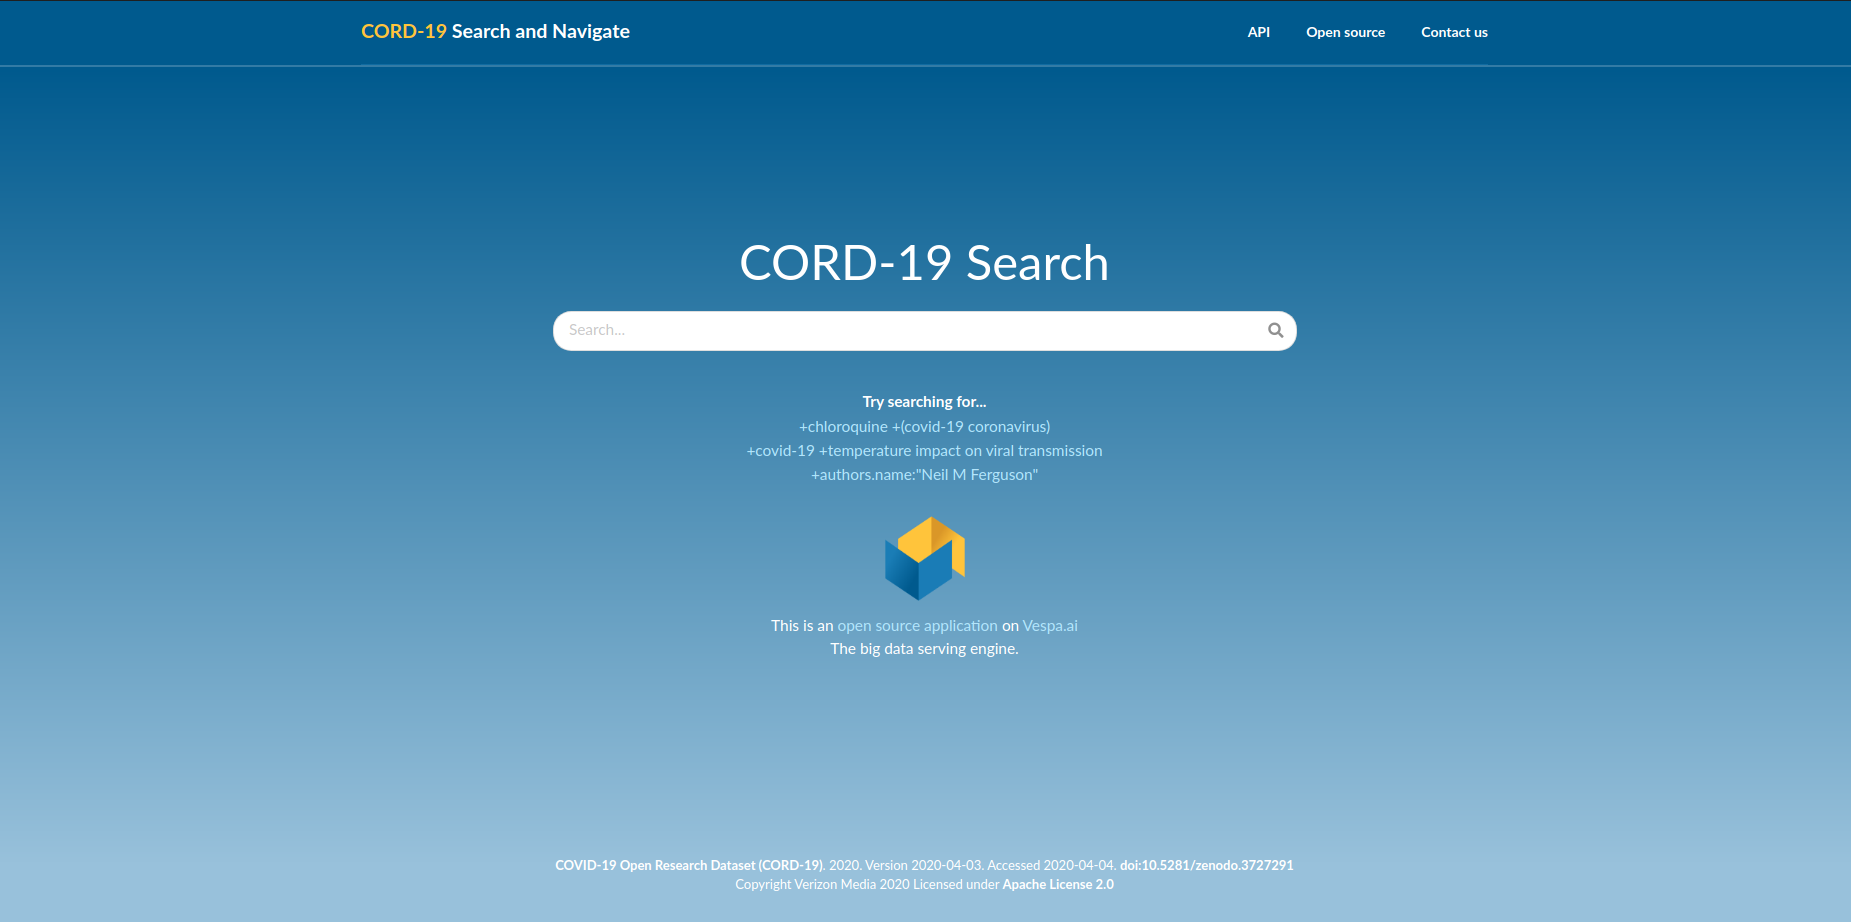 CORD-19 Search and Navigate
API
Open source
Contact us
CORD-19 Search
Search...
Try searching for...
+chloroquine +(covid-19 coronavirus)
+covid-19 +temperature impact on viral transmission
+authors.name:"Neil M Ferguson"
This is an open source application on Vespa.ai
The big data serving engine.
COVID-19 Open Research Dataset (CORD-19). 2020. Version 2020-04-03. Accessed 2020-04-04. doi:10.5281/zenodo.3727291
Copyright Verizon Media 2020 Licensed under Apache License 2.0